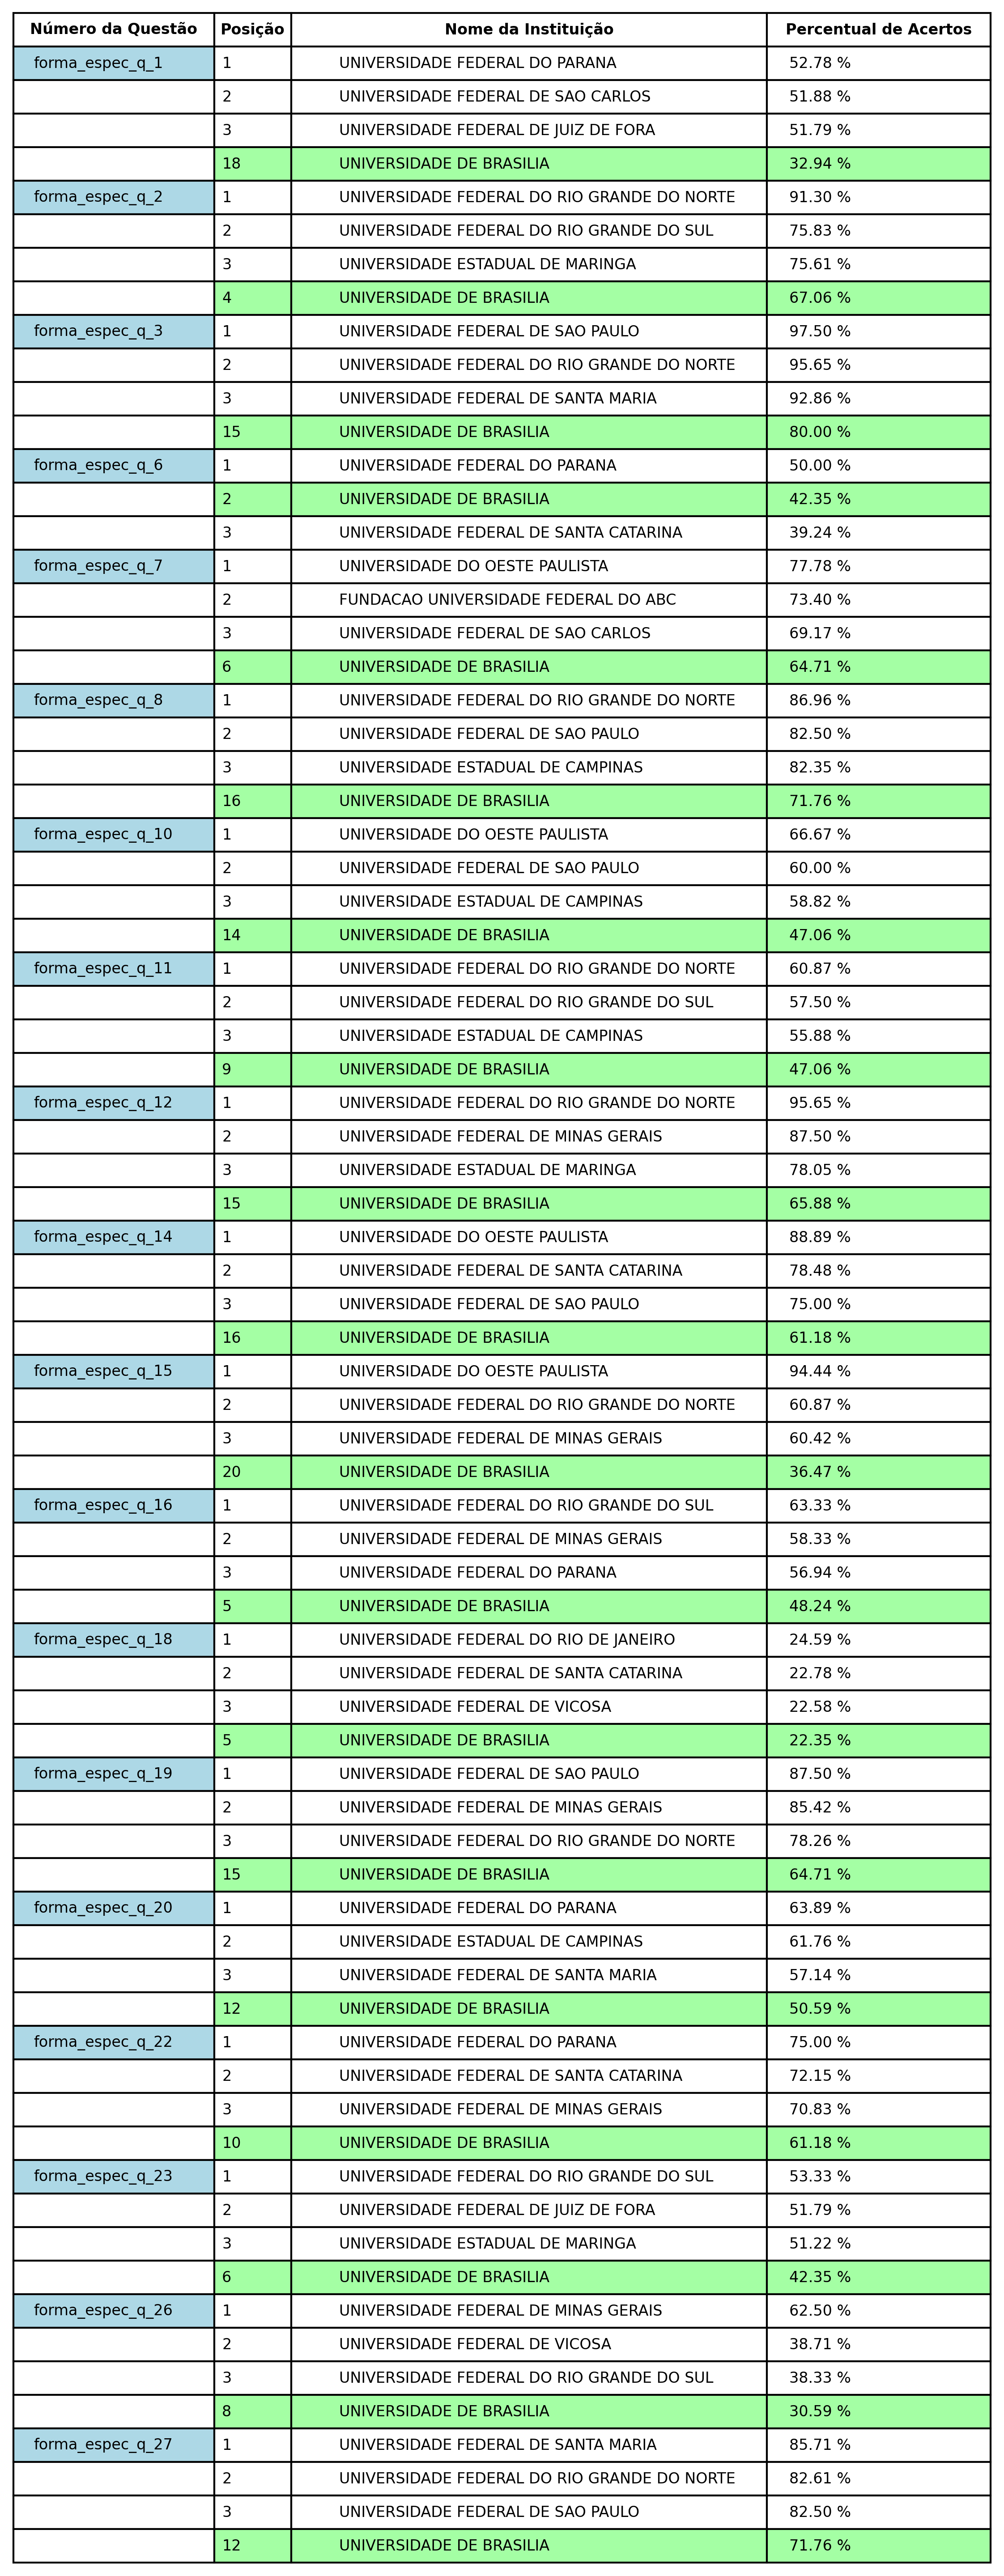 Número da Questão Posição Nome da Instituição Percentual de Acertos
forma_espec_q_1 1 UNIVERSIDADE FEDERAL DO PARANA 52.78 %
2 UNIVERSIDADE FEDERAL DE SAO CARLOS 51.88 %
3 UNIVERSIDADE FEDERAL DE JUIZ DE FORA 51.79 %
18 UNIVERSIDADE DE BRASILIA 32.94 %
forma_espec_q_2 1 UNIVERSIDADE FEDERAL DO RIO GRANDE DO NORTE 91.30 %
2 UNIVERSIDADE FEDERAL DO RIO GRANDE DO SUL 75.83 %
3 UNIVERSIDADE ESTADUAL DE MARINGA 75.61 %
4 UNIVERSIDADE DE BRASILIA 67.06 %
forma_espec_q_3 1 UNIVERSIDADE FEDERAL DE SAO PAULO 97.50 %
2 UNIVERSIDADE FEDERAL DO RIO GRANDE DO NORTE 95.65 %
3 UNIVERSIDADE FEDERAL DE SANTA MARIA 92.86 %
15 UNIVERSIDADE DE BRASILIA 80.00 %
forma_espec_q_6 1 UNIVERSIDADE FEDERAL DO PARANA 50.00 %
2 UNIVERSIDADE DE BRASILIA 42.35 %
3 UNIVERSIDADE FEDERAL DE SANTA CATARINA 39.24 %
forma_espec_q_7 1 UNIVERSIDADE DO OESTE PAULISTA 77.78 %
2 FUNDACAO UNIVERSIDADE FEDERAL DO ABC 73.40 %
3 UNIVERSIDADE FEDERAL DE SAO CARLOS 69.17 %
6 UNIVERSIDADE DE BRASILIA 64.71 %
forma_espec_q_8 1 UNIVERSIDADE FEDERAL DO RIO GRANDE DO NORTE 86.96 %
2 UNIVERSIDADE FEDERAL DE SAO PAULO 82.50 %
3 UNIVERSIDADE ESTADUAL DE CAMPINAS 82.35 %
16 UNIVERSIDADE DE BRASILIA 71.76 %
forma_espec_q_10 1 UNIVERSIDADE DO OESTE PAULISTA 66.67 %
2 UNIVERSIDADE FEDERAL DE SAO PAULO 60.00 %
3 UNIVERSIDADE ESTADUAL DE CAMPINAS 58.82 %
14 UNIVERSIDADE DE BRASILIA 47.06 %
forma_espec_q_11 1 UNIVERSIDADE FEDERAL DO RIO GRANDE DO NORTE 60.87 %
2 UNIVERSIDADE FEDERAL DO RIO GRANDE DO SUL 57.50 %
3 UNIVERSIDADE ESTADUAL DE CAMPINAS 55.88 %
9 UNIVERSIDADE DE BRASILIA 47.06 %
forma_espec_q_12 1 UNIVERSIDADE FEDERAL DO RIO GRANDE DO NORTE 95.65 %
2 UNIVERSIDADE FEDERAL DE MINAS GERAIS 87.50 %
3 UNIVERSIDADE ESTADUAL DE MARINGA 78.05 %
15 UNIVERSIDADE DE BRASILIA 65.88 %
forma_espec_q_14 1 UNIVERSIDADE DO OESTE PAULISTA 88.89 %
2 UNIVERSIDADE FEDERAL DE SANTA CATARINA 78.48 %
3 UNIVERSIDADE FEDERAL DE SAO PAULO 75.00 %
16 UNIVERSIDADE DE BRASILIA 61.18 %
forma_espec_q_15 1 UNIVERSIDADE DO OESTE PAULISTA 94.44 %
2 UNIVERSIDADE FEDERAL DO RIO GRANDE DO NORTE 60.87 %
3 UNIVERSIDADE FEDERAL DE MINAS GERAIS 60.42 %
20 UNIVERSIDADE DE BRASILIA 36.47 %
forma_espec_q_16 1 UNIVERSIDADE FEDERAL DO RIO GRANDE DO SUL 63.33 %
2 UNIVERSIDADE FEDERAL DE MINAS GERAIS 58.33 %
3 UNIVERSIDADE FEDERAL DO PARANA 56.94 %
5 UNIVERSIDADE DE BRASILIA 48.24 %
forma_espec_q_18 1 UNIVERSIDADE FEDERAL DO RIO DE JANEIRO 24.59 %
2 UNIVERSIDADE FEDERAL DE SANTA CATARINA 22.78 %
3 UNIVERSIDADE FEDERAL DE VICOSA 22.58 %
5 UNIVERSIDADE DE BRASILIA 22.35 %
forma_espec_q_19 1 UNIVERSIDADE FEDERAL DE SAO PAULO 87.50 %
2 UNIVERSIDADE FEDERAL DE MINAS GERAIS 85.42 %
3 UNIVERSIDADE FEDERAL DO RIO GRANDE DO NORTE 78.26 %
15 UNIVERSIDADE DE BRASILIA 64.71 %
forma_espec_q_20 1 UNIVERSIDADE FEDERAL DO PARANA 63.89 %
2 UNIVERSIDADE ESTADUAL DE CAMPINAS 61.76 %
3 UNIVERSIDADE FEDERAL DE SANTA MARIA 57.14 %
12 UNIVERSIDADE DE BRASILIA 50.59 %
forma_espec_q_22 1 UNIVERSIDADE FEDERAL DO PARANA 75.00 %
2 UNIVERSIDADE FEDERAL DE SANTA CATARINA 72.15 %
3 UNIVERSIDADE FEDERAL DE MINAS GERAIS 70.83 %
10 UNIVERSIDADE DE BRASILIA 61.18 %
forma_espec_q_23 1 UNIVERSIDADE FEDERAL DO RIO GRANDE DO SUL 53.33 %
2 UNIVERSIDADE FEDERAL DE JUIZ DE FORA 51.79 %
3 UNIVERSIDADE ESTADUAL DE MARINGA 51.22 %
6 UNIVERSIDADE DE BRASILIA 42.35 %
forma_espec_q_26 1 UNIVERSIDADE FEDERAL DE MINAS GERAIS 62.50 %
2 UNIVERSIDADE FEDERAL DE VICOSA 38.71 %
3 UNIVERSIDADE FEDERAL DO RIO GRANDE DO SUL 38.33 %
8 UNIVERSIDADE DE BRASILIA 30.59 %
forma_espec_q_27 1 UNIVERSIDADE FEDERAL DE SANTA MARIA 85.71 %
2 UNIVERSIDADE FEDERAL DO RIO GRANDE DO NORTE 82.61 %
3 UNIVERSIDADE FEDERAL DE SAO PAULO 82.50 %
12 UNIVERSIDADE DE BRASILIA 71.76 %